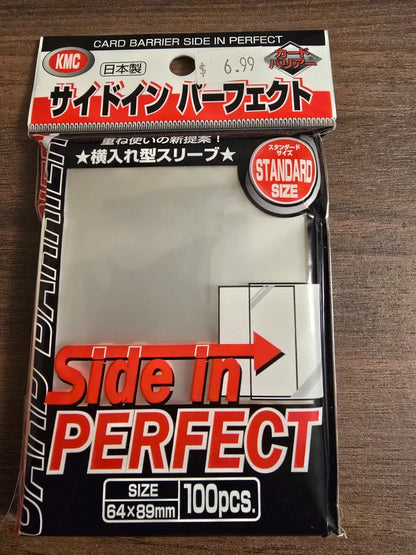 CARD BARRIER SIDE IN PERFECT
KMC
日本製
$ 6.99
カード
バリアー
サイドイン パーフェクト
重ね使いの新提案！
★横入れ型スリーブ★
スタンダード
サイズ
STANDARD
SIZE
CARD BARRIER
Side in
PERFECT
SIZE
64×89mm
100pcs.